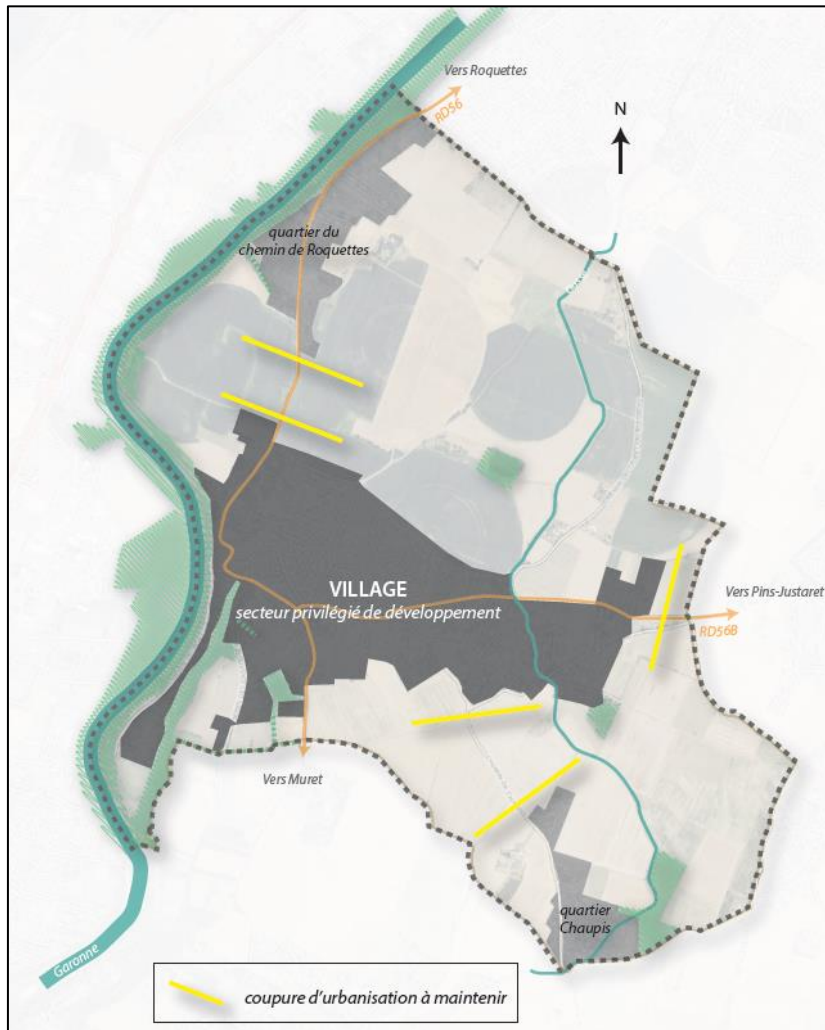 Vers Roquettes
RD56
N
quartier du
chemin de Roquettes
VILLAGE
secteur privilégié de développement
Vers Pins-Justaret
RD56B
Vers Muret
quartier
Chaupis
Garonne
coupure d'urbanisation à maintenir